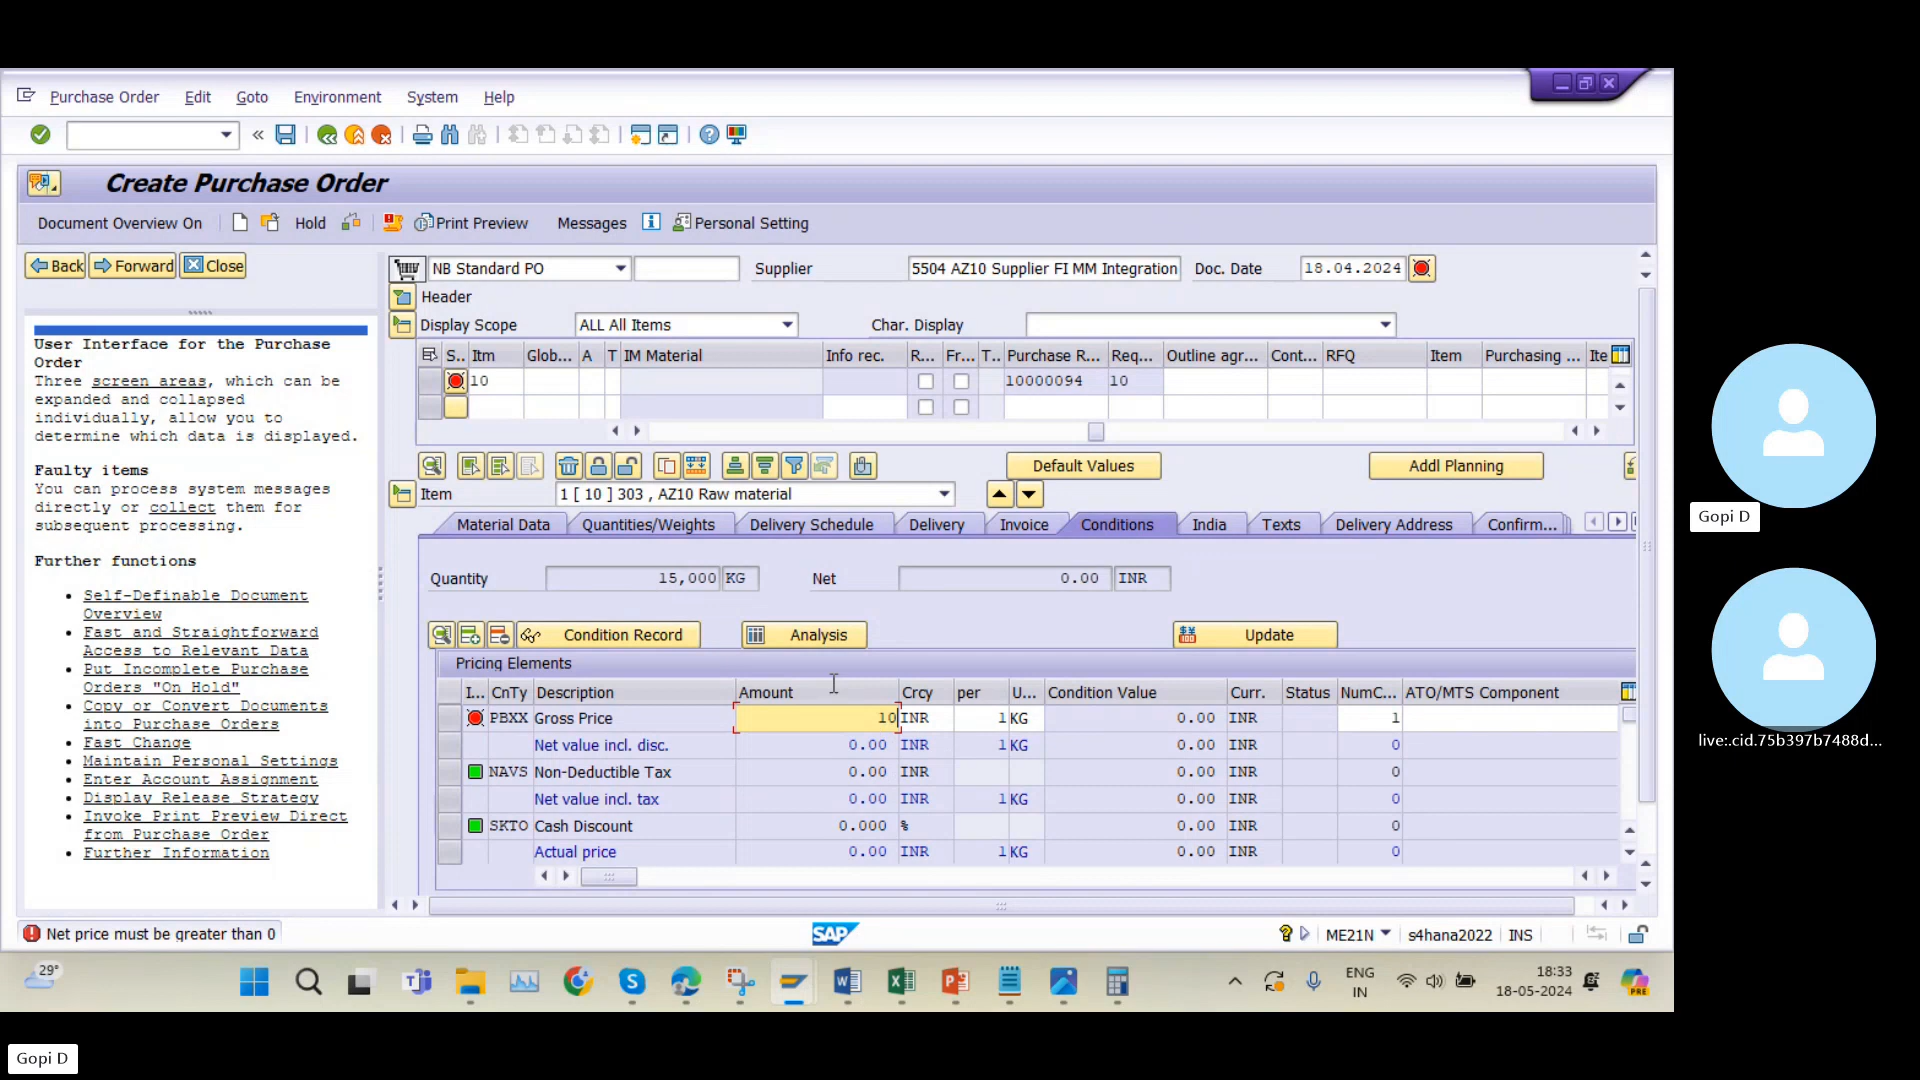 Purchase Order Edit Goto Environment System Help
«
Create Purchase Order
Document Overview On Hold Print Preview Messages Personal Setting
Back Forward Close
NB Standard PO Supplier 5504 AZ10 Supplier FI MM Integration Doc. Date 18.04.2024
Header
Display Scope ALL All Items Char. Display
S.. Itm Glob... A T IM Material Info rec. R... Fr... T.. Purchase R... Req... Outline agr... Cont... RFQ Item Purchasing ... Ite
10 10000094 10
Default Values Addl Planning
Item 1 [ 10 ] 303 , AZ10 Raw material
Material Data Quantities/Weights Delivery Schedule Delivery Invoice Conditions India Texts Delivery Address Confirm...
Quantity 15,000 KG Net 0.00 INR
Condition Record Analysis Update
Pricing Elements
I... CnTy Description Amount Crcy per U... Condition Value Curr. Status NumC... ATO/MTS Component
PBXX Gross Price 10 INR 1 KG 0.00 INR 1
Net value incl. disc. 0.00 INR 1 KG 0.00 INR 0
NAVS Non-Deductible Tax 0.00 INR 0.00 INR 0
Net value incl. tax 0.00 INR 1 KG 0.00 INR 0
SKTO Cash Discount 0.000 % 0.00 INR 0
Actual price 0.00 INR 1 KG 0.00 INR 0
User Interface for the Purchase
Order
Three screen areas, which can be
expanded and collapsed
individually, allow you to
determine which data is displayed.
Faulty items
You can process system messages
directly or collect them for
subsequent processing.
Further functions
• Self-Definable Document
Overview
• Fast and Straightforward
Access to Relevant Data
• Put Incomplete Purchase
Orders "On Hold"
• Copy or Convert Documents
into Purchase Orders
• Fast Change
• Maintain Personal Settings
• Enter Account Assignment
• Display Release Strategy
• Invoke Print Preview Direct
from Purchase Order
• Further Information
Net price must be greater than 0 SAP ME21N s4hana2022 INS
29° ENG
IN 18:33
18-05-2024
PRE
Gopi D
live:.cid.75b397b7488d...
Gopi D